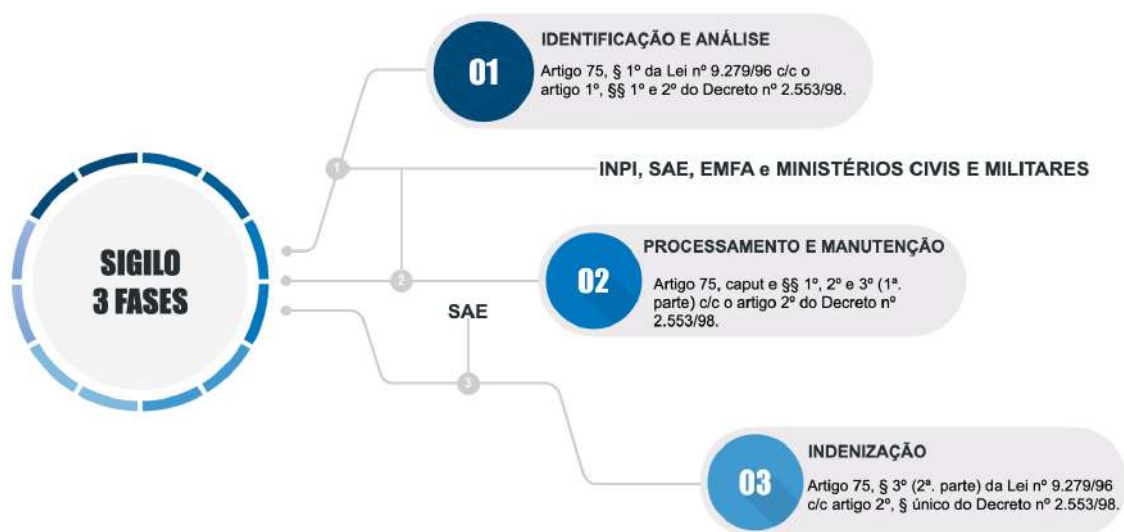 SIGILO
3 FASES
01
IDENTIFICAÇÃO E ANÁLISE
Artigo 75, § 1º da Lei nº 9.279/96 c/c o
artigo 1º, §§ 1º e 2º do Decreto nº 2.553/98.
1
INPI, SAE, EMFA e MINISTÉRIOS CIVIS E MILITARES
2
02
PROCESSAMENTO E MANUTENÇÃO
Artigo 75, caput e §§ 1º, 2º e 3º (1ª.
parte) c/c o artigo 2º do Decreto nº
2.553/98.
SAE
3
03
INDENIZAÇÃO
Artigo 75, § 3º (2ª. parte) da Lei nº 9.279/96
c/c artigo 2º, § único do Decreto nº 2.553/98.